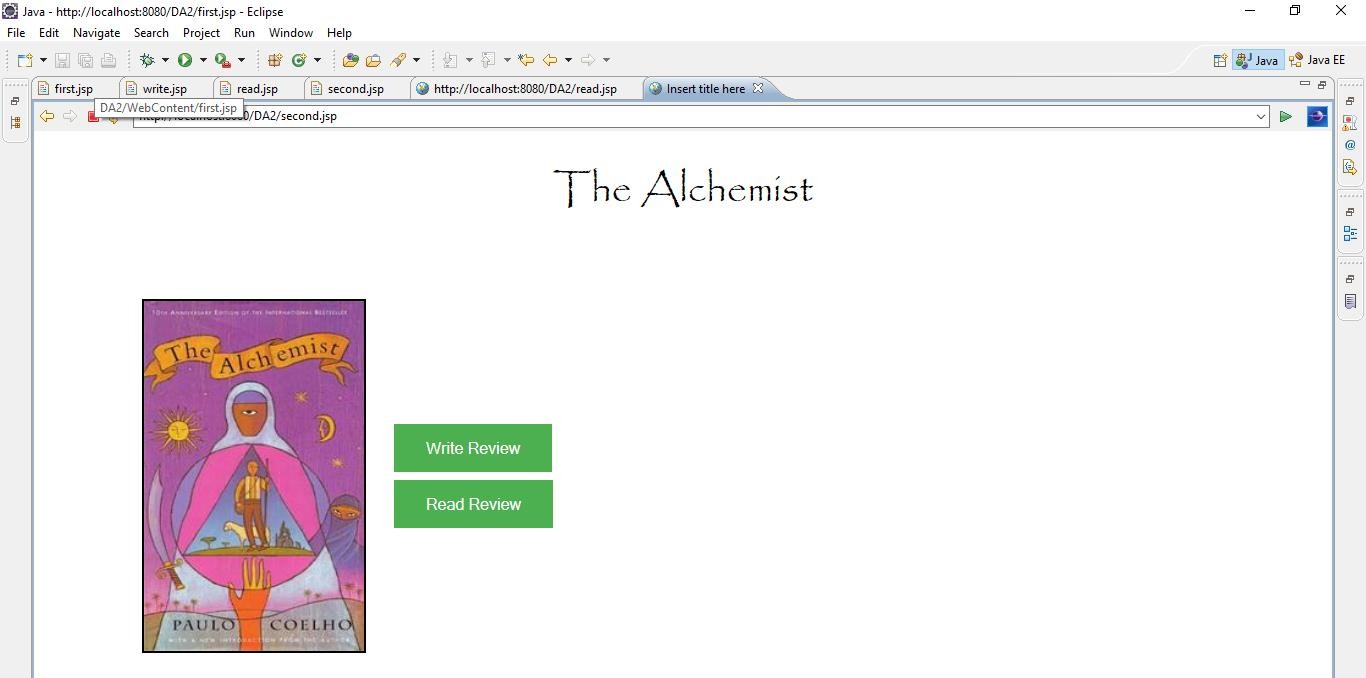 Java - http://localhost:8080/DA2/first.jsp - Eclipse
File Edit Navigate Search Project Run Window Help
Java Java EE
first.jsp write.jsp read.jsp second.jsp http://localhost:8080/DA2/read.jsp Insert title here
DA2/WebContent/first.jsp
/DA2/second.jsp
The Alchemist
10th Anniversary Edition of the International Bestseller
The Alchemist
Write Review
Read Review
PAULO COELHO
WITH A NEW INTRODUCTION FROM THE AUTHOR